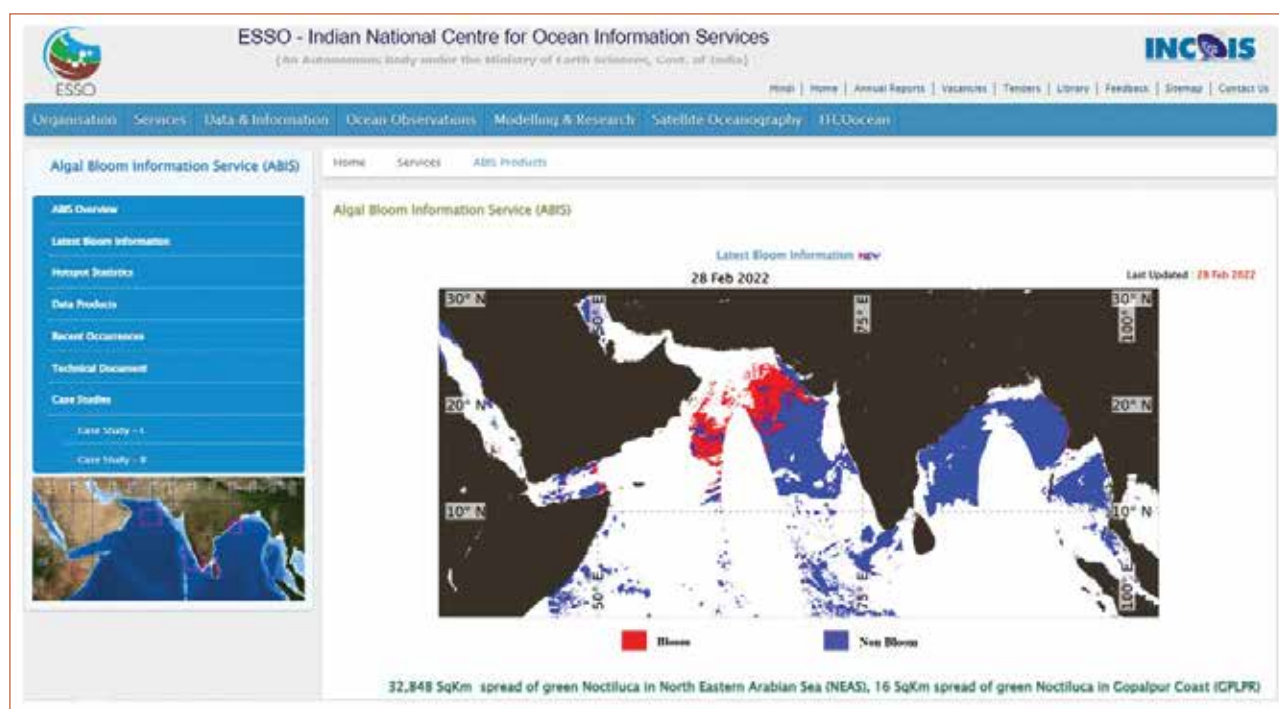 ESSO - Indian National Centre for Ocean Information Services
(An Autonomous Body under the Ministry of Earth Sciences, Govt. of India)
ESSO
INCOIS
Hindi | Home | Annual Reports | Vacancies | Tenders | Library | Feedback | Sitemap | Contact Us
Organisation Services Data & Information Ocean Observations Modelling & Research Satellite Oceanography ITCOocean
Algal Bloom Information Service (ABIS)
ABIS Overview
Latest Bloom Information
Hotspot Statistics
Data Products
Recent Occurrences
Technical Document
Case Studies
Case Study - I
Case Study - II
Home Services ABIS Products
Algal Bloom Information Service (ABIS)
Latest Bloom Information NEW
28 Feb 2022
Last Updated : 28 Feb 2022
30° N 50° E 75° E 30° N 100° E
20° N 20° N
10° N 10° N
50° E 75° E 100° E
Bloom Non Bloom
32,848 SqKm spread of green Noctiluca in North Eastern Arabian Sea (NEAS), 16 SqKm spread of green Noctiluca in Gopalpur Coast (GPLPR)